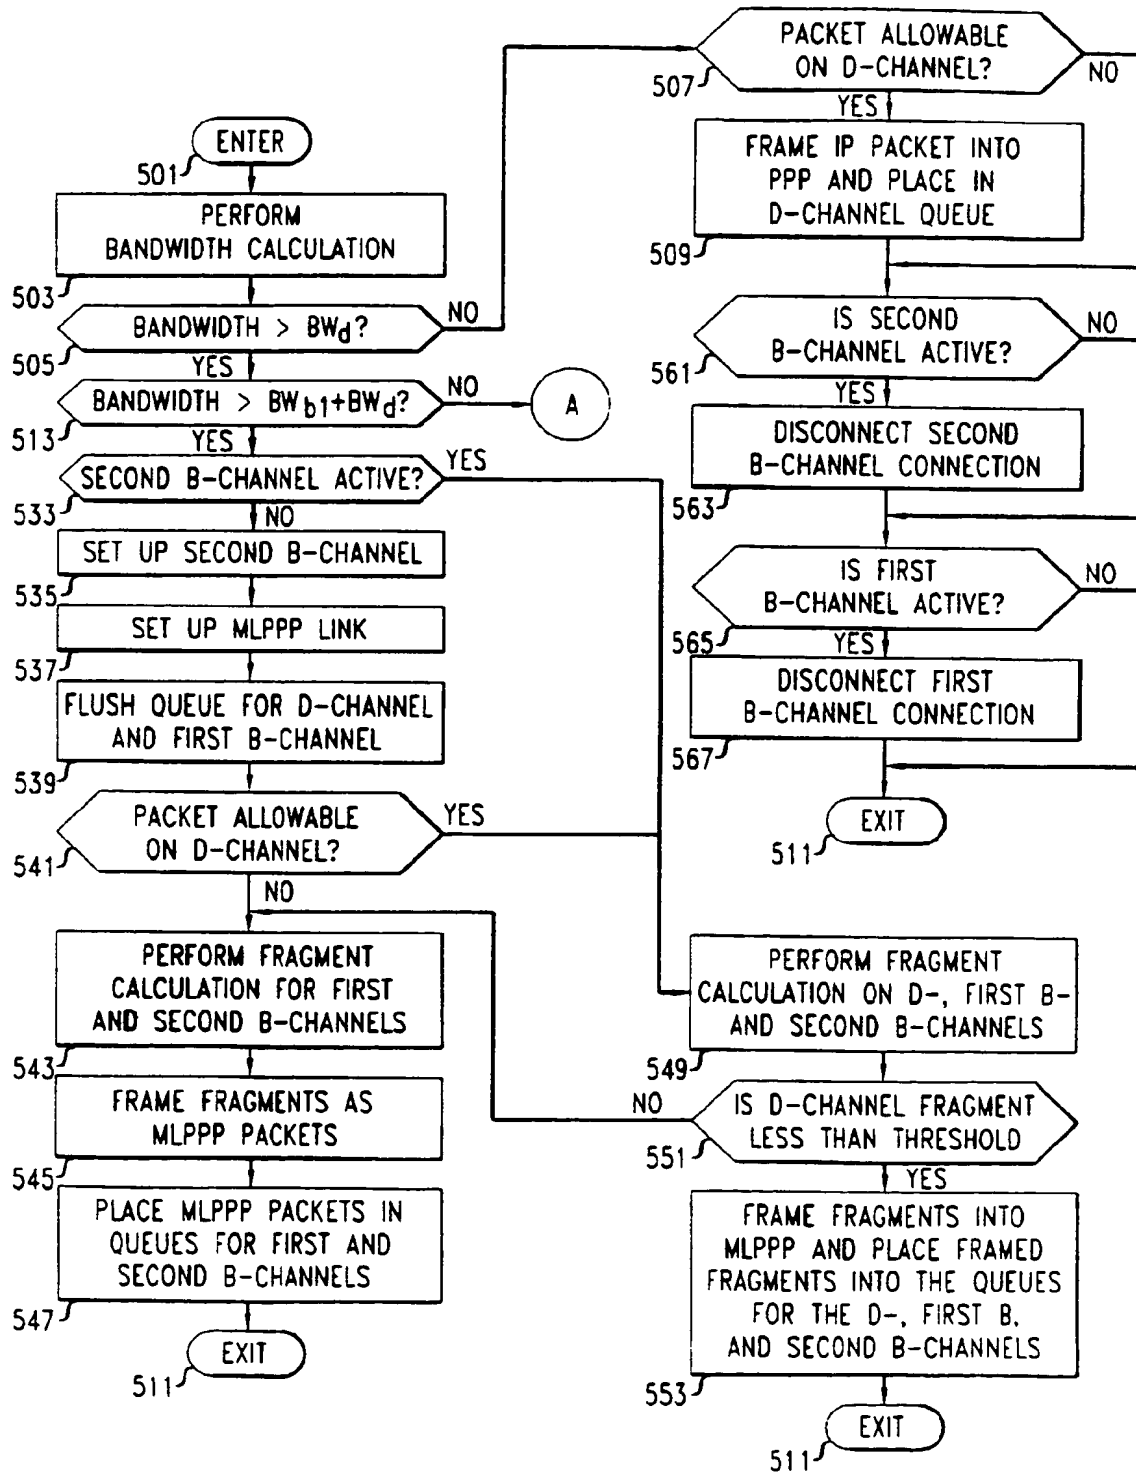 ENTER
501
PERFORM
BANDWIDTH CALCULATION
503
BANDWIDTH > BWd?
NO
505
YES
BANDWIDTH > BWb1+BWd?
NO
A
513
YES
SECOND B-CHANNEL ACTIVE?
YES
533
NO
SET UP SECOND B-CHANNEL
535
SET UP MLPPP LINK
537
FLUSH QUEUE FOR D-CHANNEL
AND FIRST B-CHANNEL
539
PACKET ALLOWABLE
ON D-CHANNEL?
YES
541
NO
PERFORM FRAGMENT
CALCULATION FOR FIRST
AND SECOND B-CHANNELS
543
FRAME FRAGMENTS AS
MLPPP PACKETS
545
PLACE MLPPP PACKETS IN
QUEUES FOR FIRST AND
SECOND B-CHANNELS
547
EXIT
511
PACKET ALLOWABLE
ON D-CHANNEL?
NO
507
YES
FRAME IP PACKET INTO
PPP AND PLACE IN
D-CHANNEL QUEUE
509
IS SECOND
B-CHANNEL ACTIVE?
NO
561
YES
DISCONNECT SECOND
B-CHANNEL CONNECTION
563
IS FIRST
B-CHANNEL ACTIVE?
NO
565
YES
DISCONNECT FIRST
B-CHANNEL CONNECTION
567
EXIT
511
PERFORM FRAGMENT
CALCULATION ON D-, FIRST B-
AND SECOND B-CHANNELS
549
NO
IS D-CHANNEL FRAGMENT
LESS THAN THRESHOLD
551
YES
FRAME FRAGMENTS INTO
MLPPP AND PLACE FRAMED
FRAGMENTS INTO THE QUEUES
FOR THE D-, FIRST B,
AND SECOND B-CHANNELS
553
EXIT
511